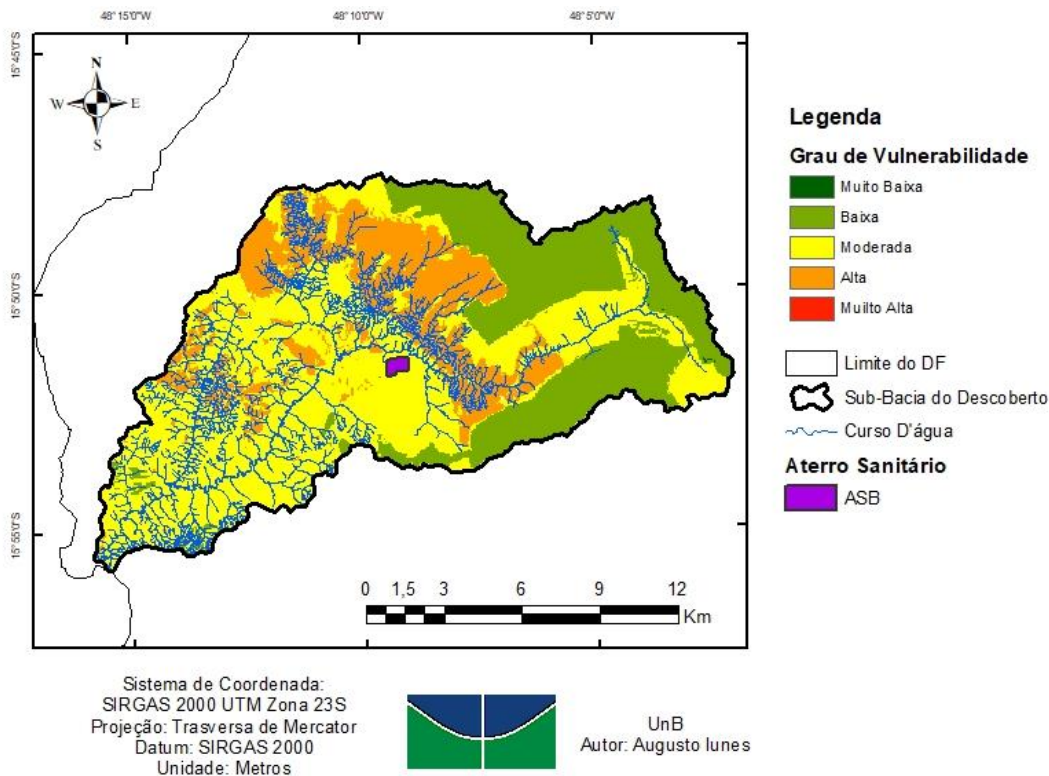 48°15'0"S
48°10'0"S
48°5'0"S
15°45'0"S
15°50'0"S
15°55'0"S
N
W
E
S
0 1,5 3 6 9 12
Km
Legenda
Grau de Vulnerabilidade
Muito Baixa
Baixa
Moderada
Alta
Muilto Alta
Limite do DF
Sub-Bacia do Descoberto
Curso D'água
Aterro Sanitário
ASB
Sistema de Coordenada:
SIRGAS 2000 UTM Zona 23S
Projeção: Trasversa de Mercator
Datum: SIRGAS 2000
Unidade: Metros
UnB
Autor: Augusto Iunes